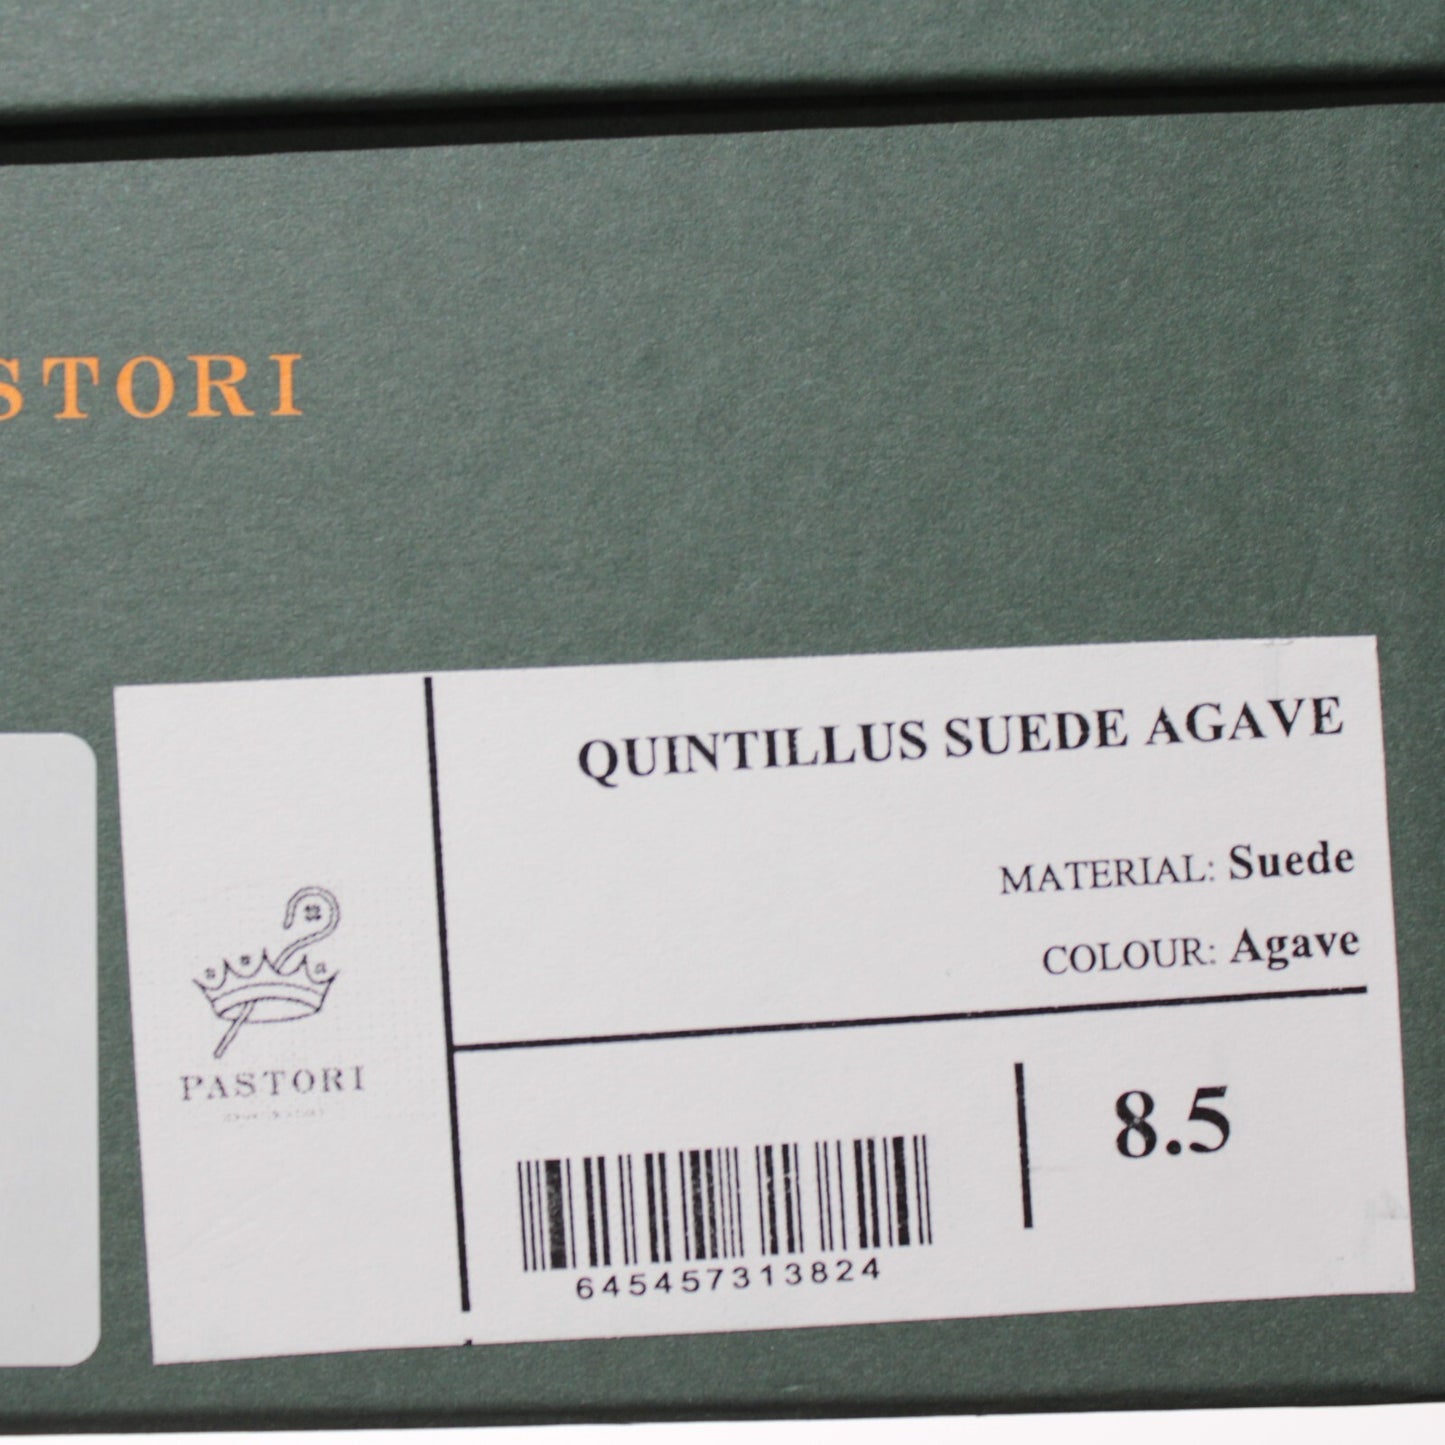 STORI
QUINTILLUS SUEDE AGAVE
MATERIAL: Suede
COLOUR: Agave
PASTORI
8.5
645457313824